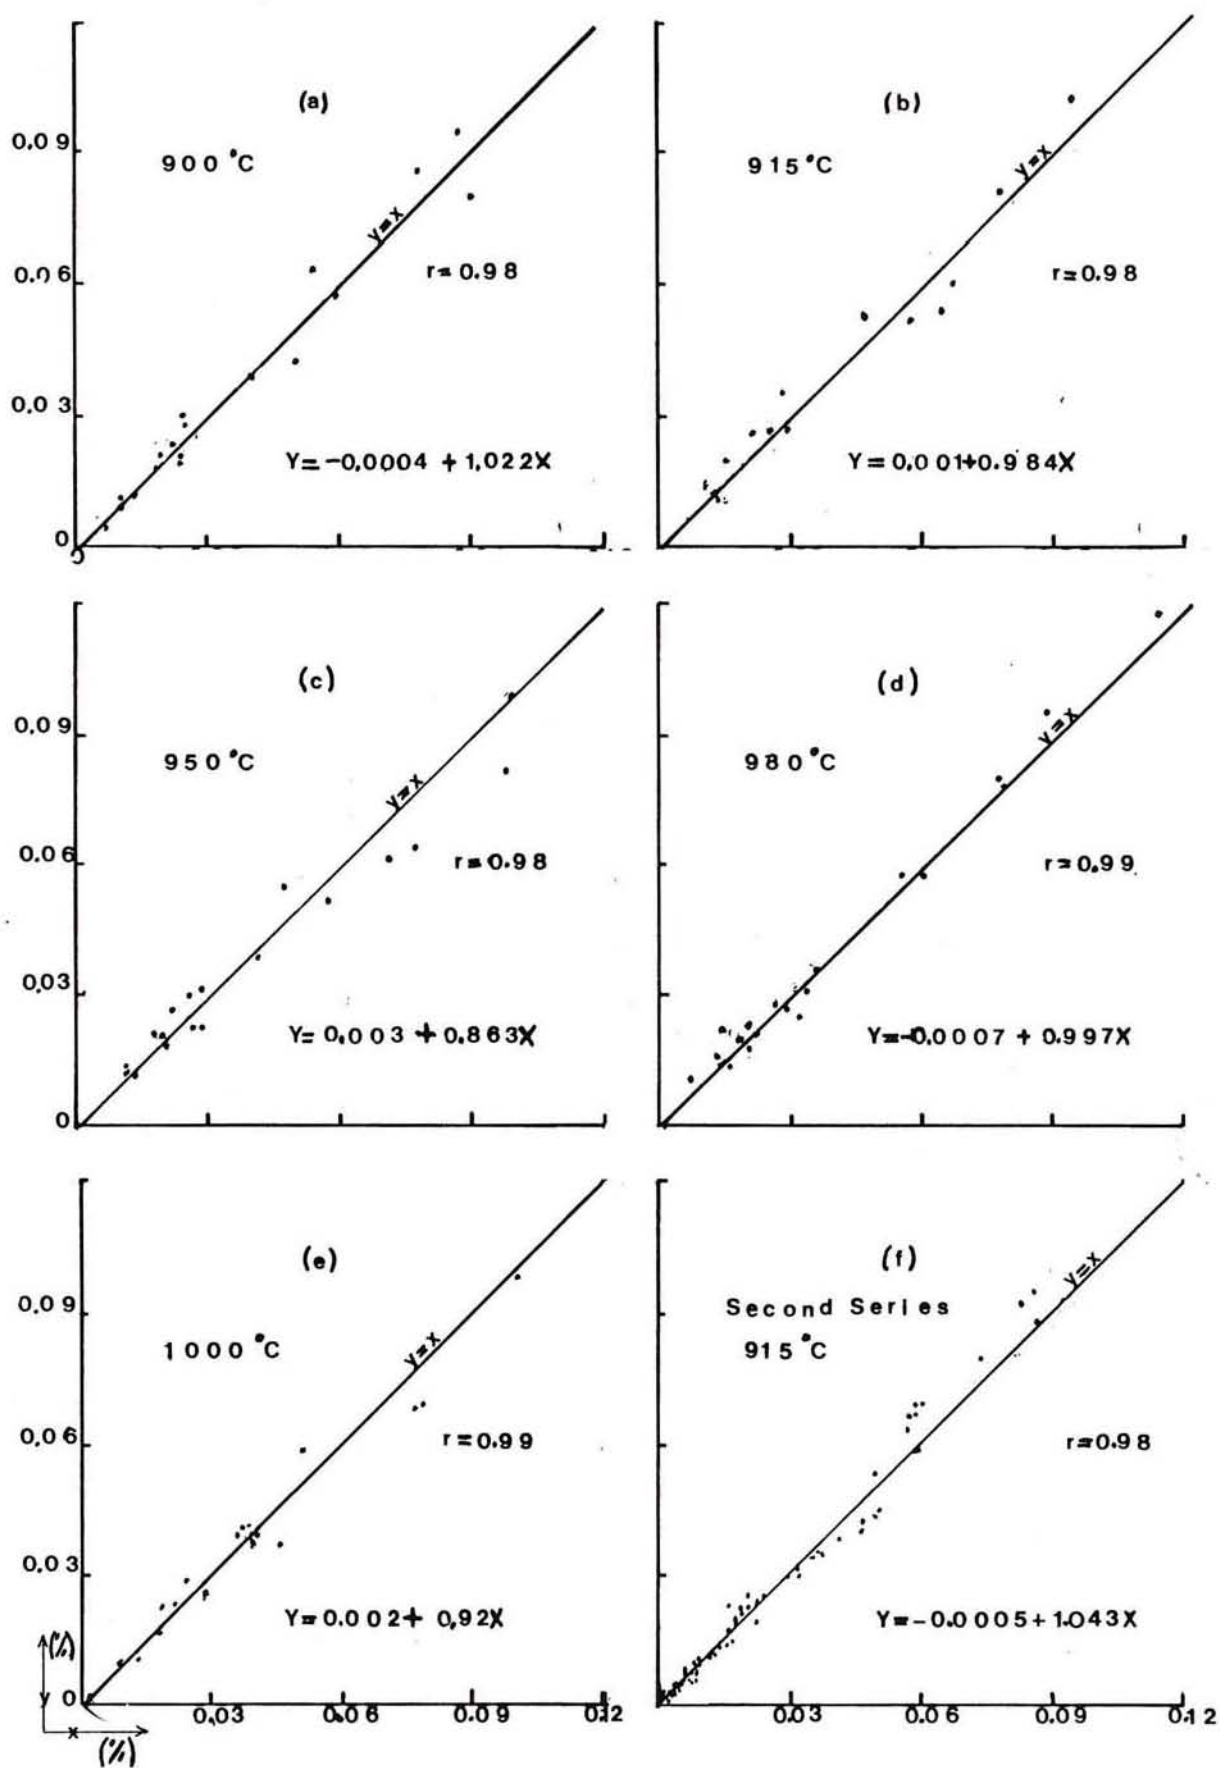 (a)
900°C
0.09
y=x
0.06
r=0.98
0.03
Y=-0.0004 +1.022X
0
0
(b)
915°C
y=x
r=0.98
Y=0.001+0.984X
(c)
950°C
0.09
y=x
0.06
r=0.98
0.03
Y=0.003 +0.863X
0
(d)
980°C
y=x
r=0.99
Y=-0.0007 + 0.997X
(e)
1000°C
0.09
y=x
0.06
r=0.99
0.03
Y=0.002+ 0.92X
0
(%)
y
x
(%)
0.03 0.06 0.09 0.12
(f)
Second Series
915°C
y=x
r=0.98
Y=-0.0005+1.043X
0.03 0.06 0.09 0.12